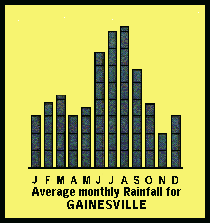 J F M A M J J A S O N D
Average monthly Rainfall for
GAINESVILLE